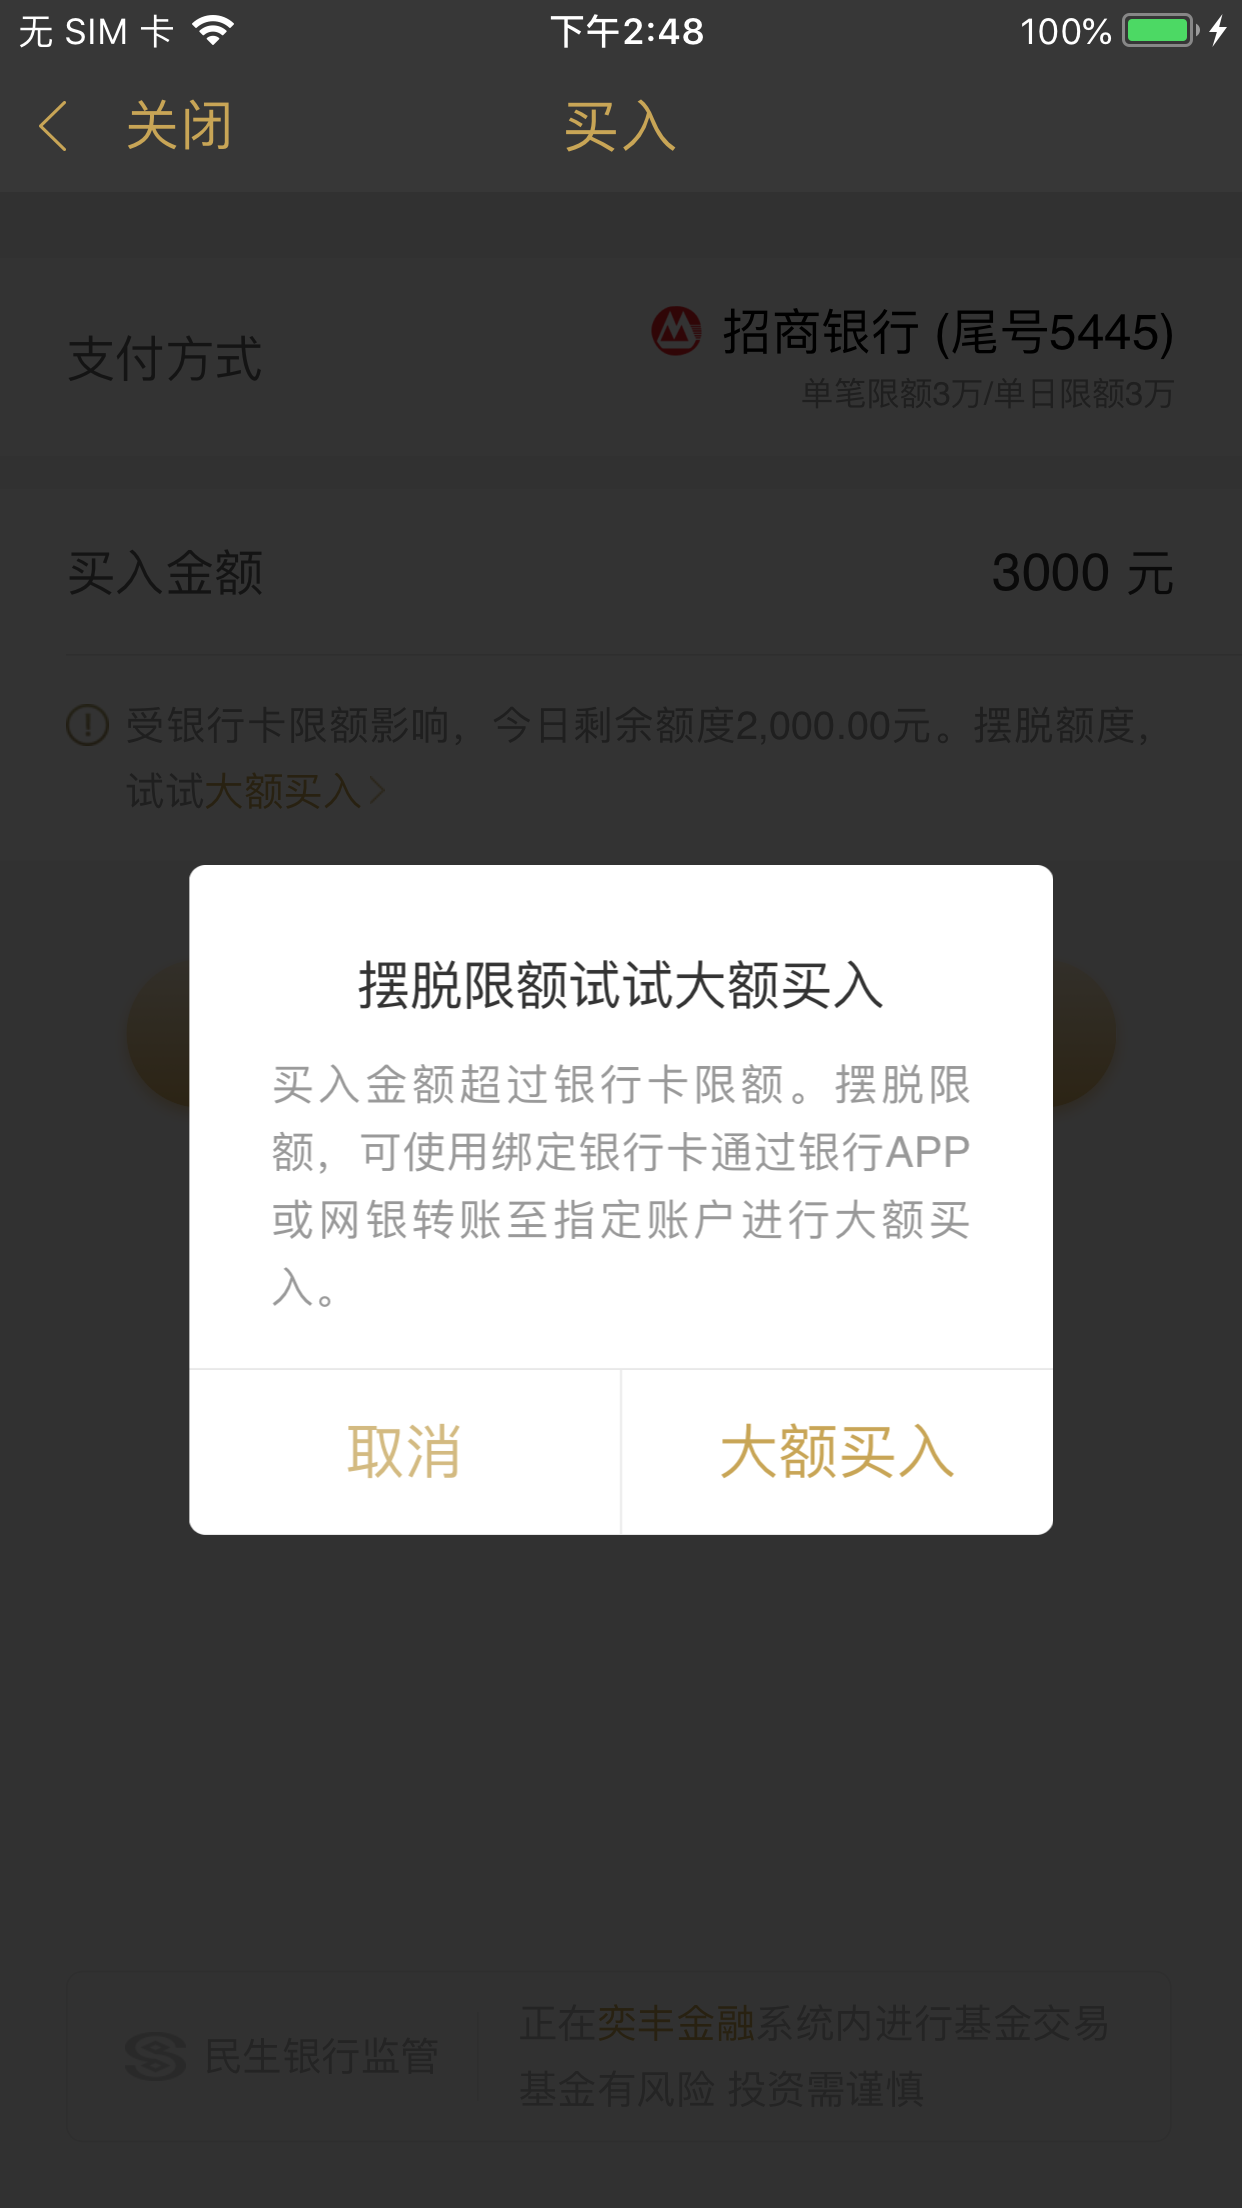 无 SIM 卡
下午2:48
100%
关闭
买入
支付方式
招商银行 (尾号5445)
单笔限额3万/单日限额3万
买入金额
3000 元
受银行卡限额影响，今日剩余额度2,000.00元。摆脱额度，
试试大额买入
摆脱限额试试大额买入
买入金额超过银行卡限额。摆脱限
额，可使用绑定银行卡通过银行APP
或网银转账至指定账户进行大额买
入。
取消
大额买入
民生银行监管
正在奕丰金融系统内进行基金交易
基金有风险 投资需谨慎